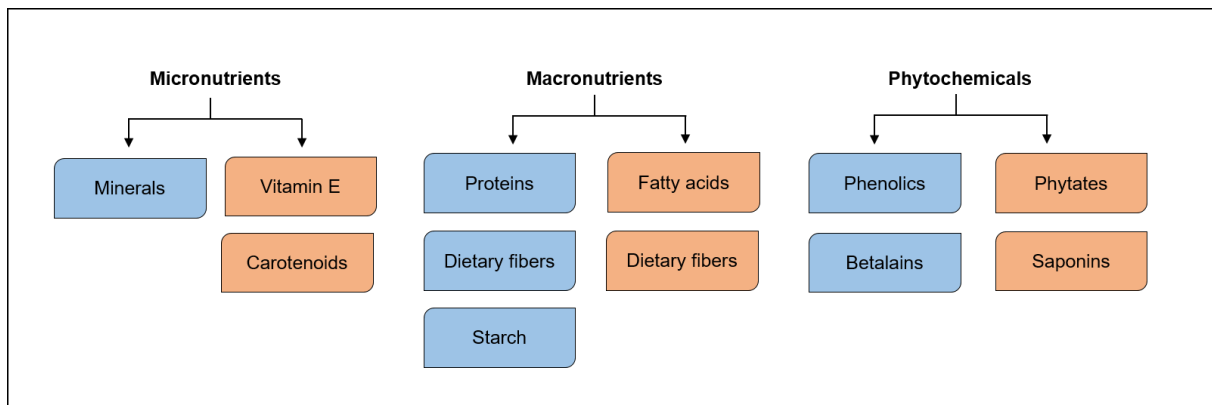 Micronutrients
Macronutrients
Phytochemicals
Minerals
Vitamin E
Proteins
Fatty acids
Phenolics
Phytates
Carotenoids
Dietary fibers
Dietary fibers
Betalains
Saponins
Starch